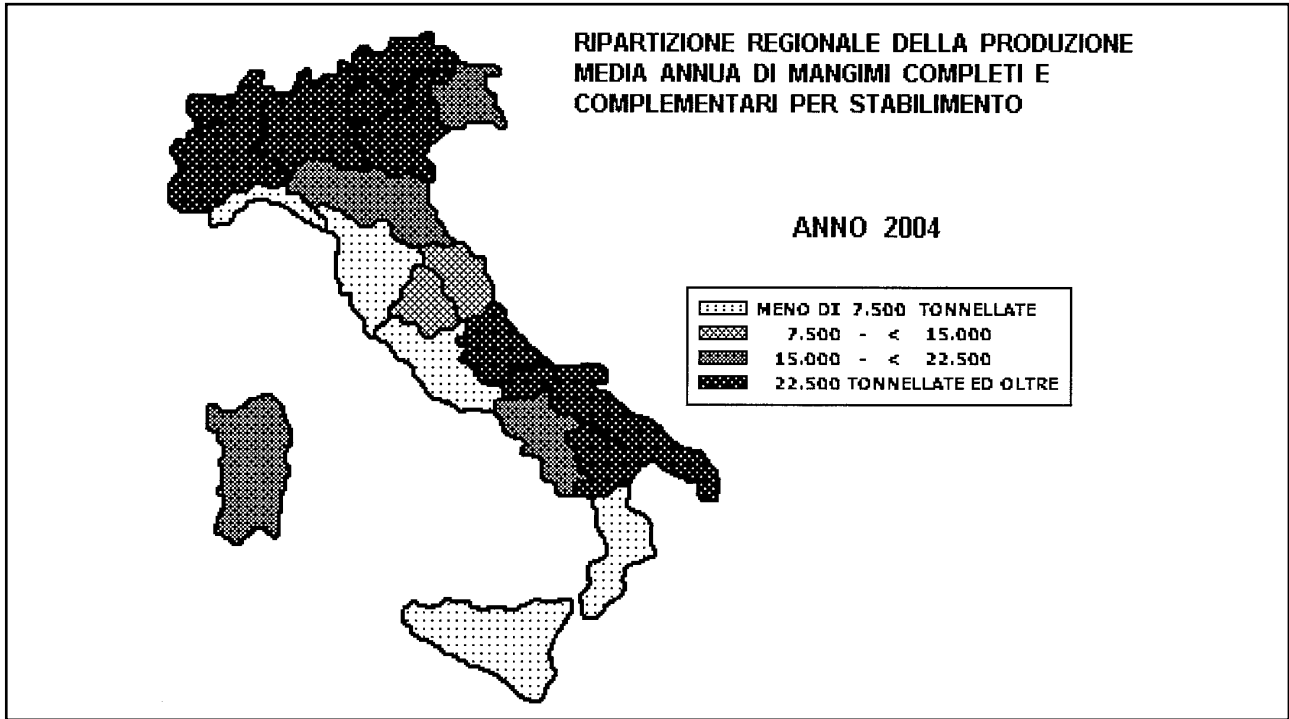 RIPARTIZIONE REGIONALE DELLA PRODUZIONE
MEDIA ANNUA DI MANGIMI COMPLETI E
COMPLEMENTARI PER STABILIMENTO
ANNO 2004
MENO DI 7.500 TONNELLATE
7.500 - < 15.000
15.000 - < 22.500
22.500 TONNELLATE ED OLTRE